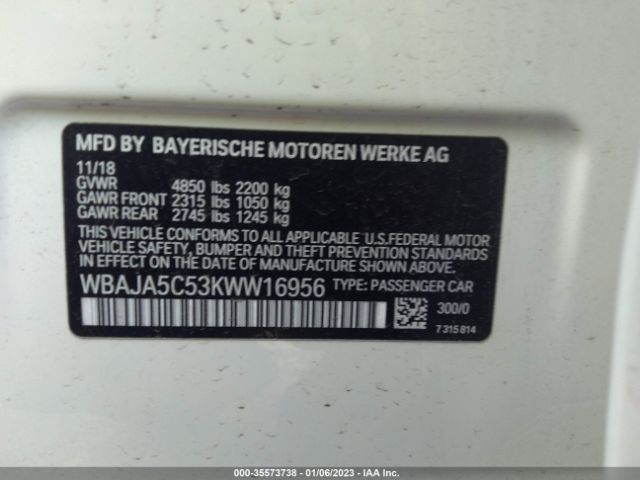 MFD BY BAYERISCHE MOTOREN WERKE AG
11/18
GVWR 4850 lbs 2200 kg
GAWR FRONT 2315 lbs 1050 kg
GAWR REAR 2745 lbs 1245 kg
THIS VEHICLE CONFORMS TO ALL APPLICABLE U.S.FEDERAL MOTOR
VEHICLE SAFETY, BUMPER AND THEFT PREVENTION STANDARDS IN
EFFECT ON THE DATE OF MANUFACTURE SHOWN ABOVE.
WBAJA5C53KWW16956 TYPE: PASSENGER CAR
300/0
7 315 814
000-35573738 - 01/06/2023 - IAA Inc.